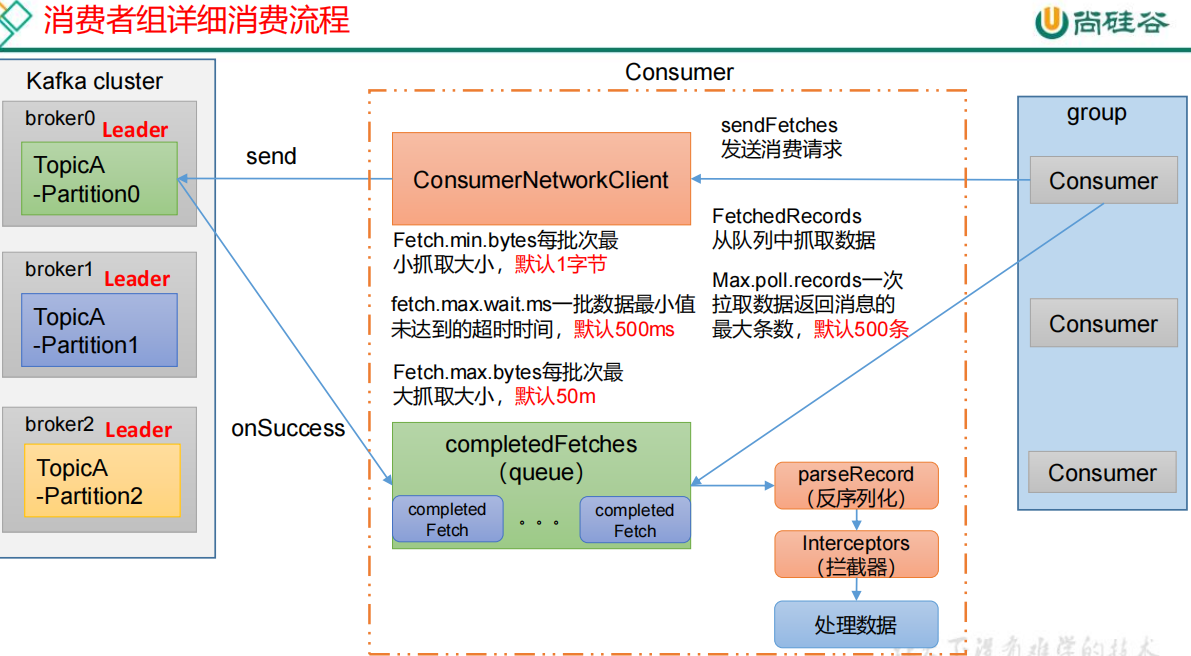 消费者组详细消费流程
尚硅谷
Kafka cluster
broker0
Leader
TopicA
-Partition0
broker1
Leader
TopicA
-Partition1
broker2
Leader
TopicA
-Partition2
send
onSuccess
Consumer
ConsumerNetworkClient
Fetch.min.bytes每批次最
小抓取大小，默认1字节
fetch.max.wait.ms一批数据最小值
未达到的超时时间，默认500ms
Fetch.max.bytes每批次最
大抓取大小，默认50m
completedFetches
（queue）
completed
Fetch
。。。
completed
Fetch
sendFetches
发送消费请求
FetchedRecords
从队列中抓取数据
Max.poll.records一次
拉取数据返回消息的
最大条数，默认500条
parseRecord
（反序列化）
Interceptors
（拦截器）
处理数据
group
Consumer
Consumer
Consumer
没有难学的技术